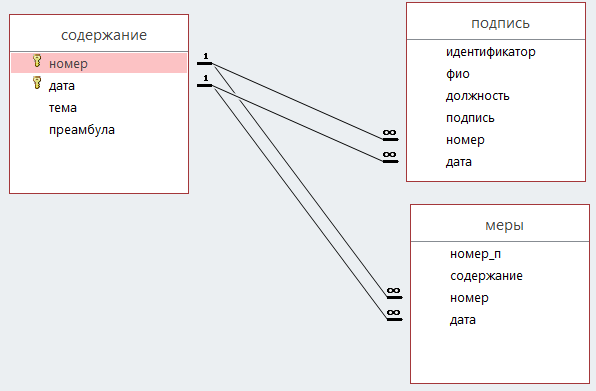 содержание
номер
дата
тема
преамбула
1
1
подпись
идентификатор
фио
должность
подпись
номер
дата
∞
∞
меры
номер_п
содержание
номер
дата
∞
∞